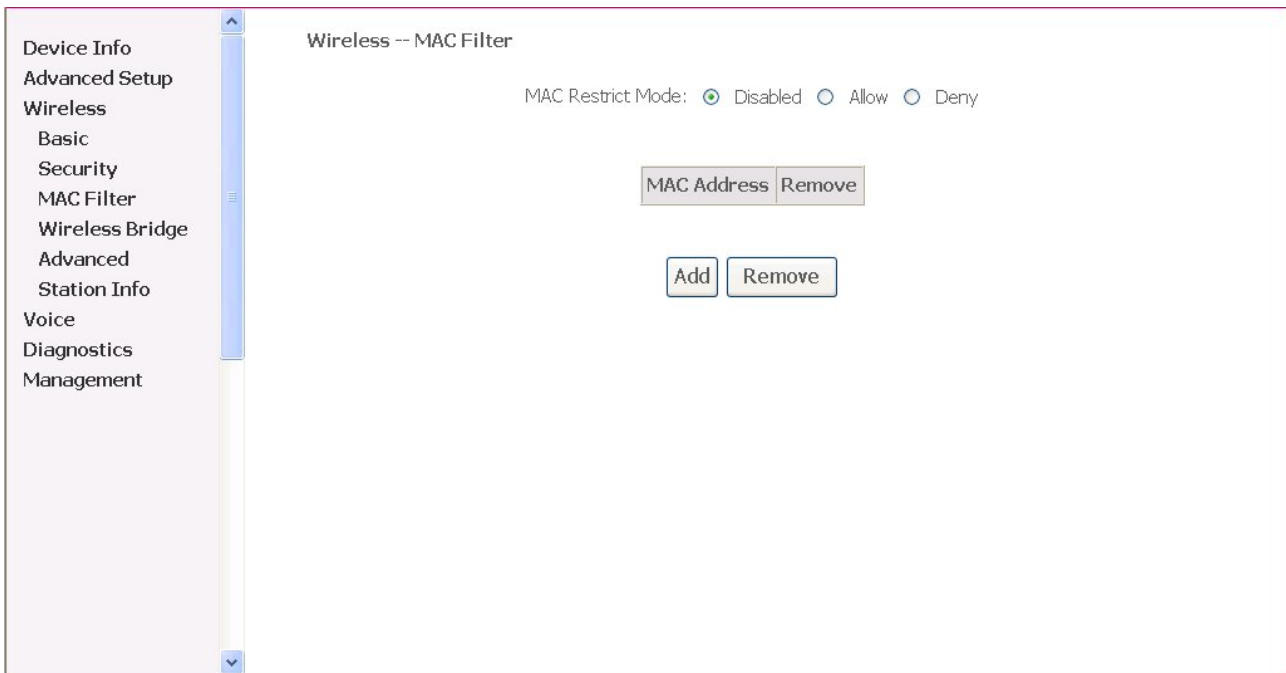 Device Info
Advanced Setup
Wireless
Basic
Security
MAC Filter
Wireless Bridge
Advanced
Station Info
Voice
Diagnostics
Management
Wireless -- MAC Filter
MAC Restrict Mode: Disabled Allow Deny
MAC Address Remove
Add Remove